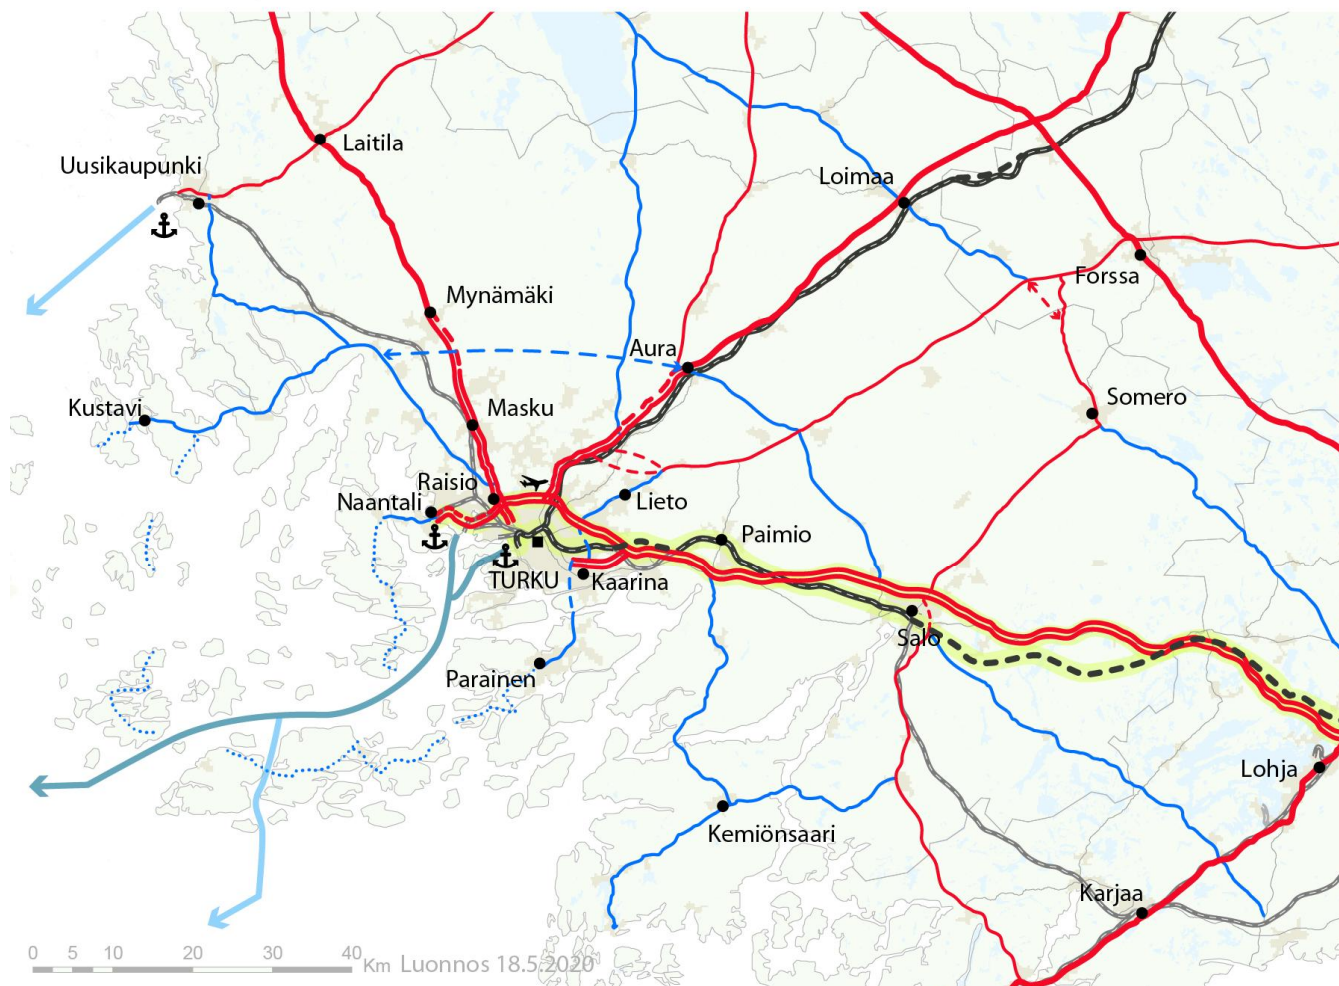 Laitila
Uusikaupunki
Loimaa
Forssa
Mynämäki
Aura
Kustavi
Masku
Somero
Raisio
Naantali
Lieto
Paimio
TURKU
Kaarina
Salo
Parainen
Lohja
Kemiönsaari
Karjaa
0 5 10 20 30 40 Km Luonnos 18.5.2020